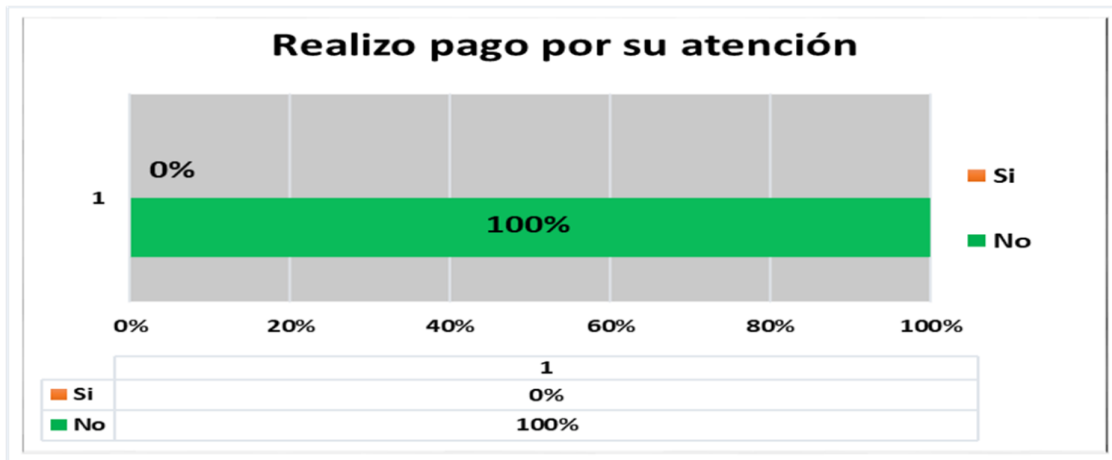 Realizo pago por su atención
0%
1
100%
Si
No
0% 20% 40% 60% 80% 100%
1
Si 0%
No 100%